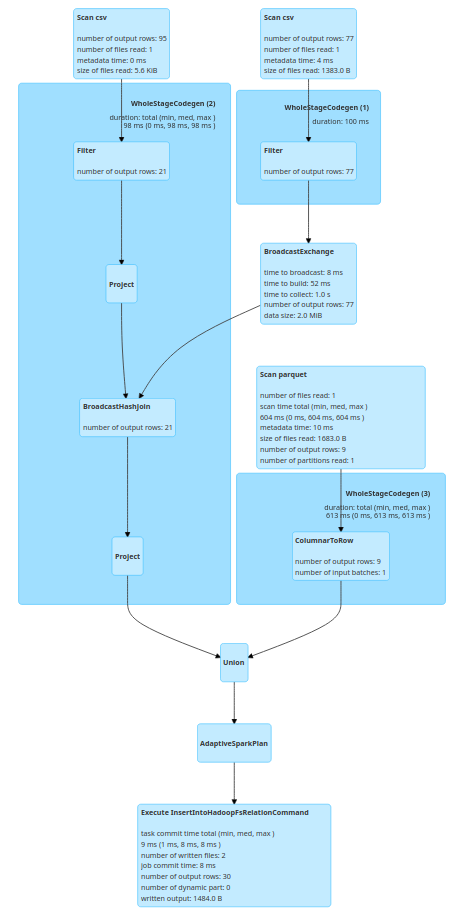 Scan csv
number of output rows: 95
number of files read: 1
metadata time: 0 ms
size of files read: 5.6 KiB
Scan csv
number of output rows: 77
number of files read: 1
metadata time: 4 ms
size of files read: 1383.0 B
WholeStageCodegen (2)
duration: total (min, med, max )
98 ms (0 ms, 98 ms, 98 ms )
WholeStageCodegen (1)
duration: 100 ms
Filter
number of output rows: 21
Filter
number of output rows: 77
Project
BroadcastExchange
time to broadcast: 8 ms
time to build: 52 ms
time to collect: 1.0 s
number of output rows: 77
data size: 2.0 MiB
BroadcastHashJoin
number of output rows: 21
Scan parquet
number of files read: 1
scan time total (min, med, max )
604 ms (0 ms, 604 ms, 604 ms )
metadata time: 10 ms
size of files read: 1683.0 B
number of output rows: 9
number of partitions read: 1
WholeStageCodegen (3)
duration: total (min, med, max )
613 ms (0 ms, 613 ms, 613 ms )
Project
ColumnarToRow
number of output rows: 9
number of input batches: 1
Union
AdaptiveSparkPlan
Execute InsertIntoHadoopFsRelationCommand
task commit time total (min, med, max )
9 ms (1 ms, 8 ms, 8 ms )
number of written files: 2
job commit time: 8 ms
number of output rows: 30
number of dynamic part: 0
written output: 1484.0 B